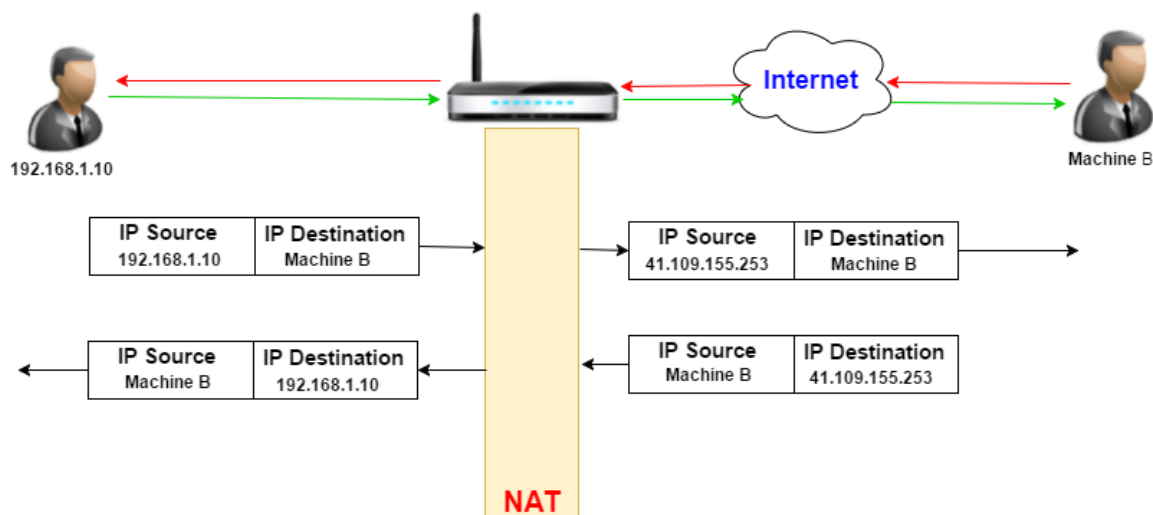 Internet
192.168.1.10
Machine B
IP Source
192.168.1.10
IP Destination
Machine B
IP Source
41.109.155.253
IP Destination
Machine B
IP Source
Machine B
IP Destination
192.168.1.10
IP Source
Machine B
IP Destination
41.109.155.253
NAT